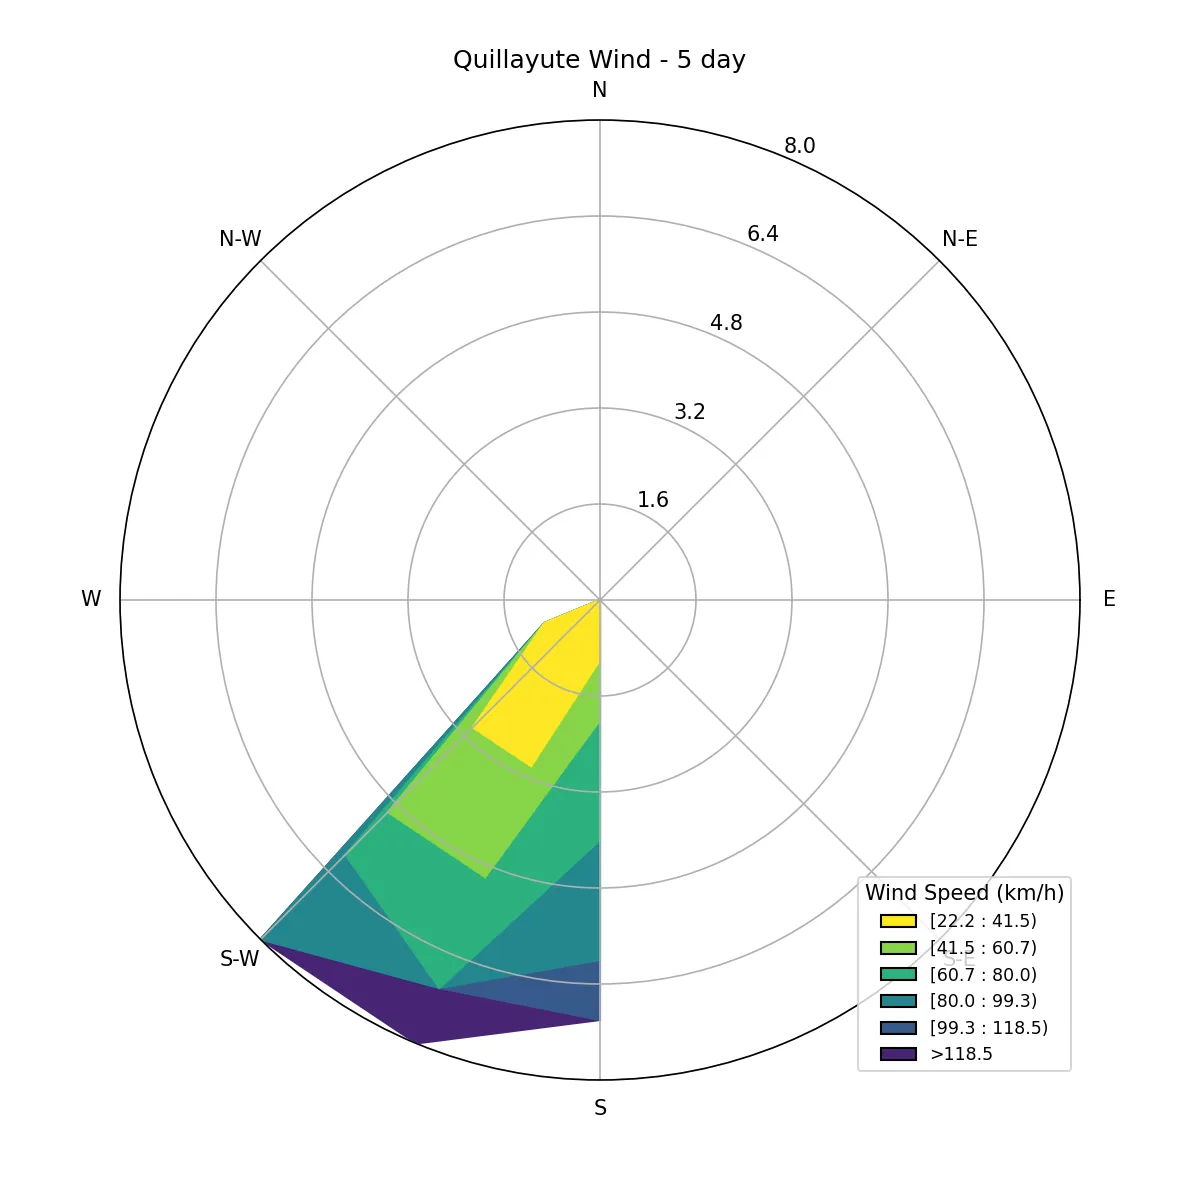 Quillayute Wind - 5 day
N
8.0
N-W
N-E
6.4
4.8
3.2
1.6
W
E
S-W
S-E
S
Wind Speed (km/h)
[22.2 : 41.5)
[41.5 : 60.7)
[60.7 : 80.0)
[80.0 : 99.3)
[99.3 : 118.5)
>118.5